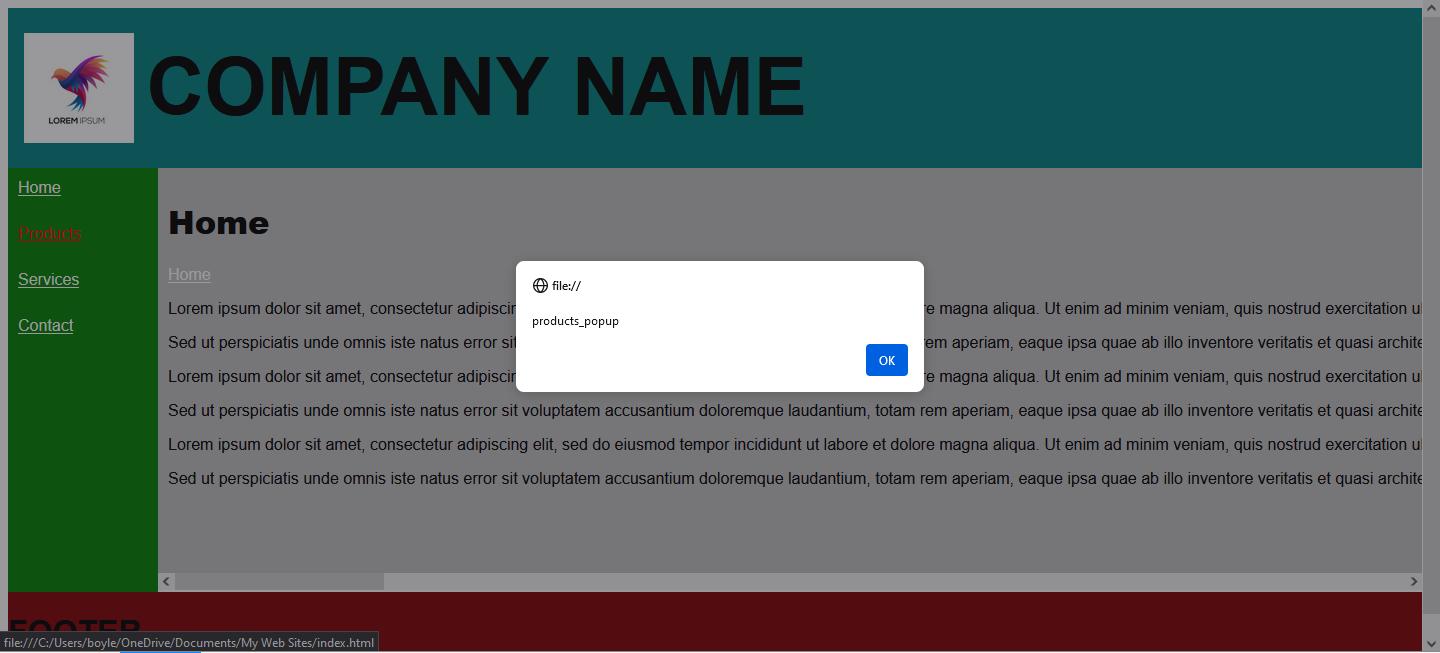 COMPANY NAME
LOREM IPSUM
Home
Products
Services
Contact
Home
Home
file://
products_popup
OK
Lorem ipsum dolor sit amet, consectetur adipiscin re magna aliqua. Ut enim ad minim veniam, quis nostrud exercitation ul
Sed ut perspiciatis unde omnis iste natus error sit rem aperiam, eaque ipsa quae ab illo inventore veritatis et quasi archite
Lorem ipsum dolor sit amet, consectetur adipiscin re magna aliqua. Ut enim ad minim veniam, quis nostrud exercitation ul
Sed ut perspiciatis unde omnis iste natus error sit voluptatem accusantium doloremque laudantium, totam rem aperiam, eaque ipsa quae ab illo inventore veritatis et quasi archite
Lorem ipsum dolor sit amet, consectetur adipiscing elit, sed do eiusmod tempor incididunt ut labore et dolore magna aliqua. Ut enim ad minim veniam, quis nostrud exercitation ul
Sed ut perspiciatis unde omnis iste natus error sit voluptatem accusantium doloremque laudantium, totam rem aperiam, eaque ipsa quae ab illo inventore veritatis et quasi archite
FOOTER
file:///C:/Users/boyle/OneDrive/Documents/My Web Sites/index.html